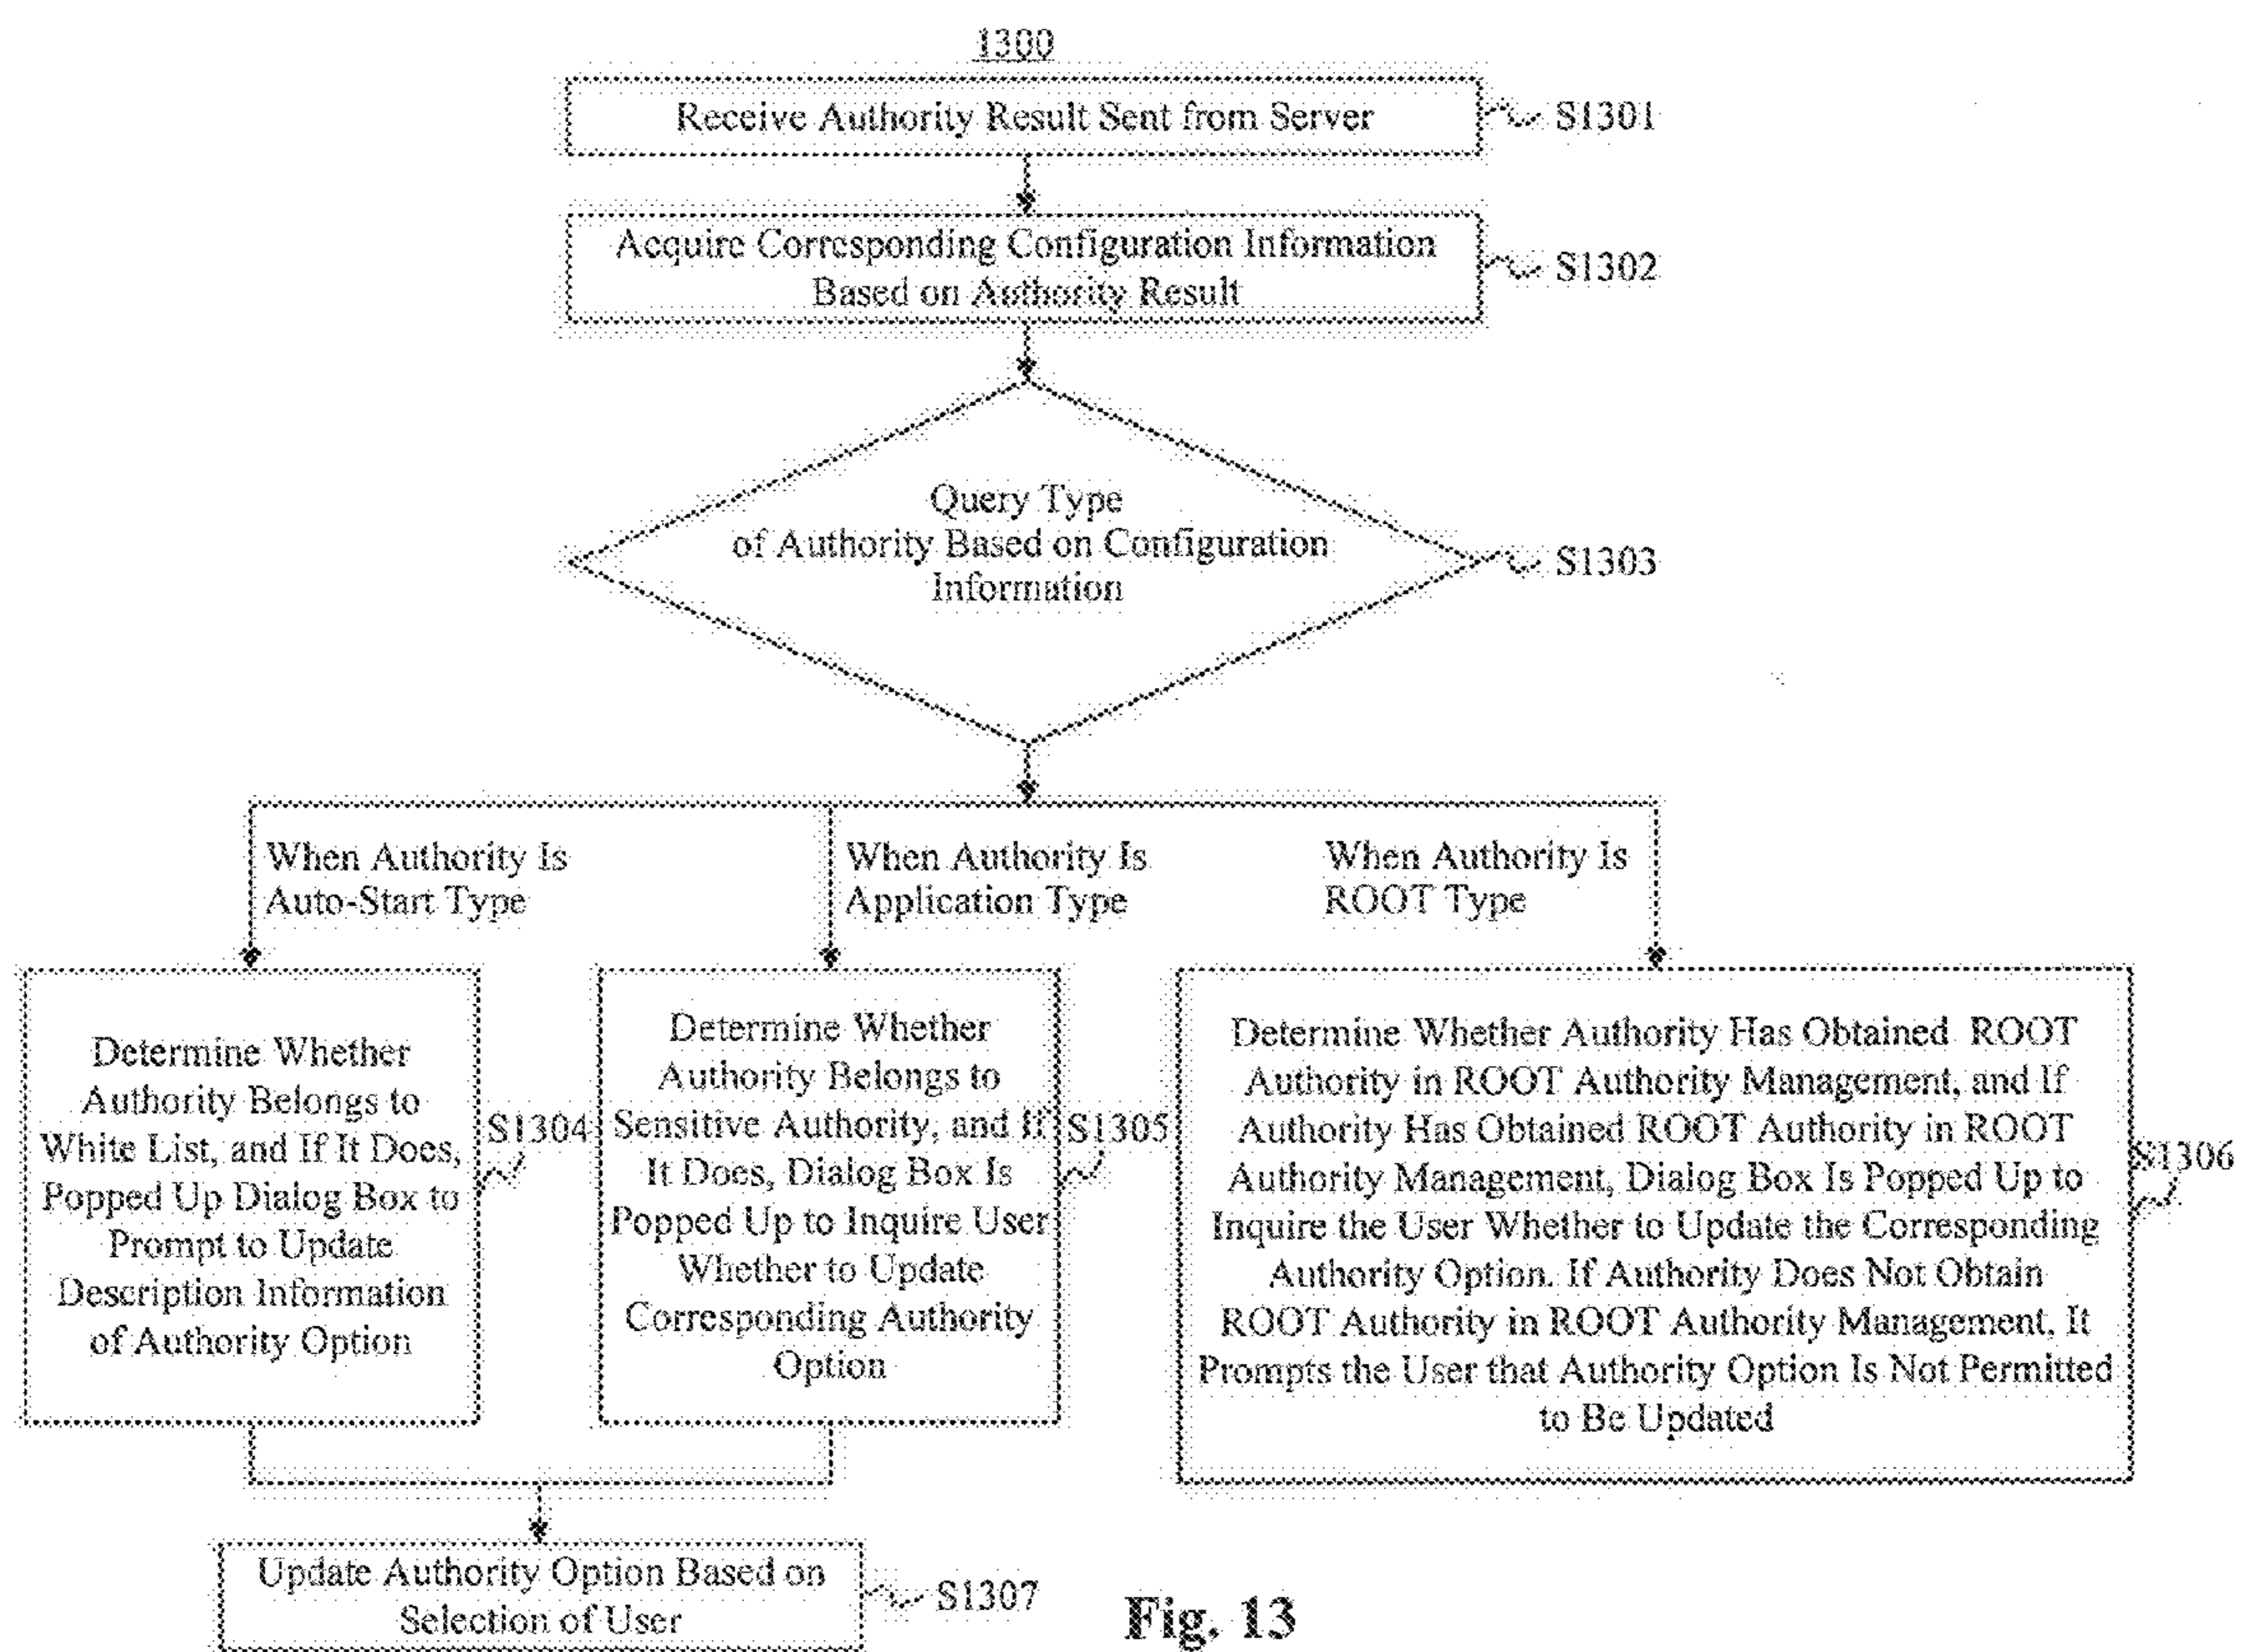 1300
Receive Authority Result Sent from Server
S1301
Acquire Corresponding Configuration Information
Based on Authority Result
S1302
Query Type
of Authority Based on Configuration
Information
S1303
When Authority Is
Auto-Start Type
When Authority Is
Application Type
When Authority Is
ROOT Type
Determine Whether
Authority Belongs to
White List, and If It Does,
Popped Up Dialog Box to
Prompt to Update
Description Information
of Authority Option
S1304
Determine Whether
Authority Belongs to
Sensitive Authority, and If
It Does, Dialog Box Is
Popped Up to Inquire User
Whether to Update
Corresponding Authority
Option
S1305
Determine Whether Authority Has Obtained ROOT
Authority in ROOT Authority Management, and If
Authority Has Obtained ROOT Authority in ROOT
Authority Management, Dialog Box Is Popped Up to
Inquire the User Whether to Update the Corresponding
Authority Option. If Authority Does Not Obtain
ROOT Authority in ROOT Authority Management, It
Prompts the User that Authority Option Is Not Permitted
to Be Updated
S1306
Update Authority Option Based on
Selection of User
S1307
Fig. 13